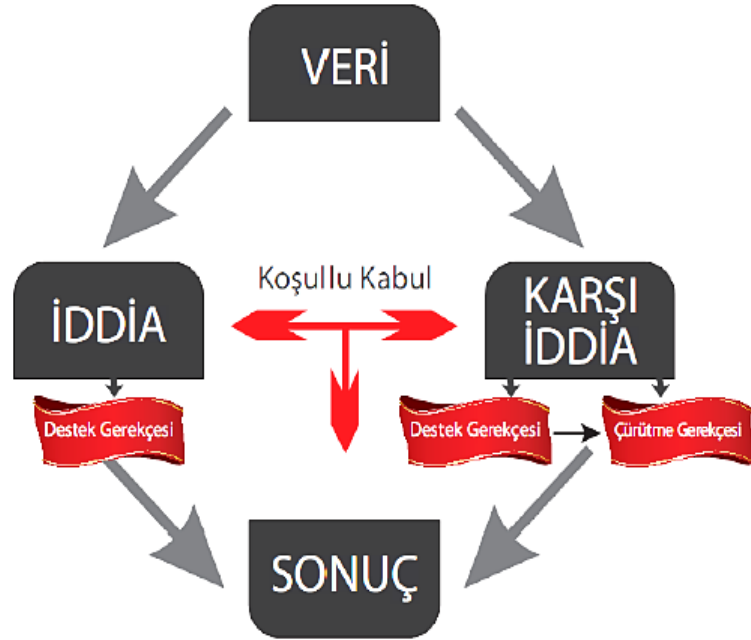 VERİ
Koşullu Kabul
İDDİA
KARŞI
İDDİA
Destek Gerekçesi
Destek Gerekçesi
Çürütme Gerekçesi
SONUÇ